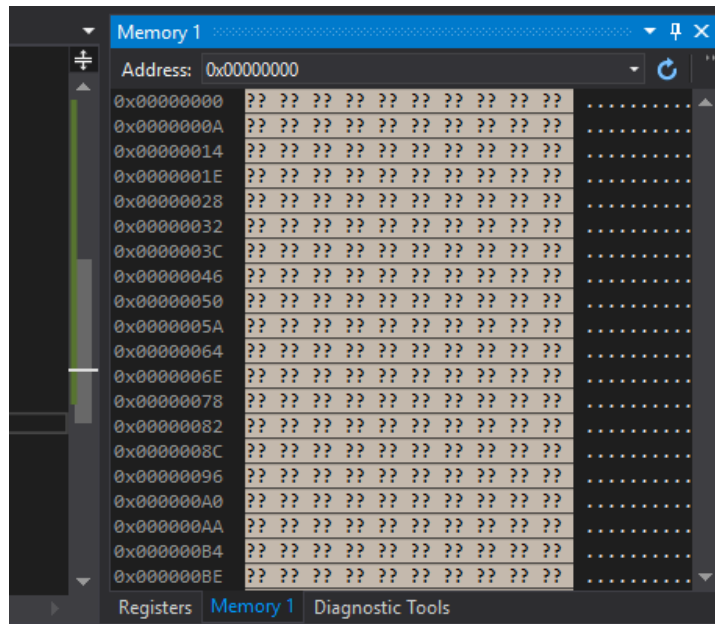 Memory 1
Address: 0x00000000
0x00000000 ?? ?? ?? ?? ?? ?? ?? ?? ?? ?? ..........
0x0000000A ?? ?? ?? ?? ?? ?? ?? ?? ?? ?? ..........
0x00000014 ?? ?? ?? ?? ?? ?? ?? ?? ?? ?? ..........
0x0000001E ?? ?? ?? ?? ?? ?? ?? ?? ?? ?? ..........
0x00000028 ?? ?? ?? ?? ?? ?? ?? ?? ?? ?? ..........
0x00000032 ?? ?? ?? ?? ?? ?? ?? ?? ?? ?? ..........
0x0000003C ?? ?? ?? ?? ?? ?? ?? ?? ?? ?? ..........
0x00000046 ?? ?? ?? ?? ?? ?? ?? ?? ?? ?? ..........
0x00000050 ?? ?? ?? ?? ?? ?? ?? ?? ?? ?? ..........
0x0000005A ?? ?? ?? ?? ?? ?? ?? ?? ?? ?? ..........
0x00000064 ?? ?? ?? ?? ?? ?? ?? ?? ?? ?? ..........
0x0000006E ?? ?? ?? ?? ?? ?? ?? ?? ?? ?? ..........
0x00000078 ?? ?? ?? ?? ?? ?? ?? ?? ?? ?? ..........
0x00000082 ?? ?? ?? ?? ?? ?? ?? ?? ?? ?? ..........
0x0000008C ?? ?? ?? ?? ?? ?? ?? ?? ?? ?? ..........
0x00000096 ?? ?? ?? ?? ?? ?? ?? ?? ?? ?? ..........
0x000000A0 ?? ?? ?? ?? ?? ?? ?? ?? ?? ?? ..........
0x000000AA ?? ?? ?? ?? ?? ?? ?? ?? ?? ?? ..........
0x000000B4 ?? ?? ?? ?? ?? ?? ?? ?? ?? ?? ..........
0x000000BE ?? ?? ?? ?? ?? ?? ?? ?? ?? ?? ..........
Registers Memory 1 Diagnostic Tools